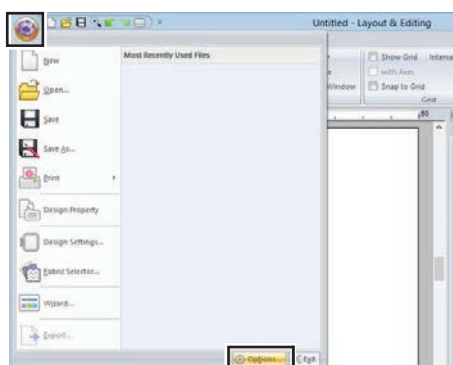 Untitled - Layout & Editing
New
Most Recently Used Files
Open...
Save
Save As...
Print
Design Property
Design Settings...
Fabric Selector...
Wizard...
Export...
Options...
Exit
Show Grid
with Axes
Window
Snap to Grid
Grid